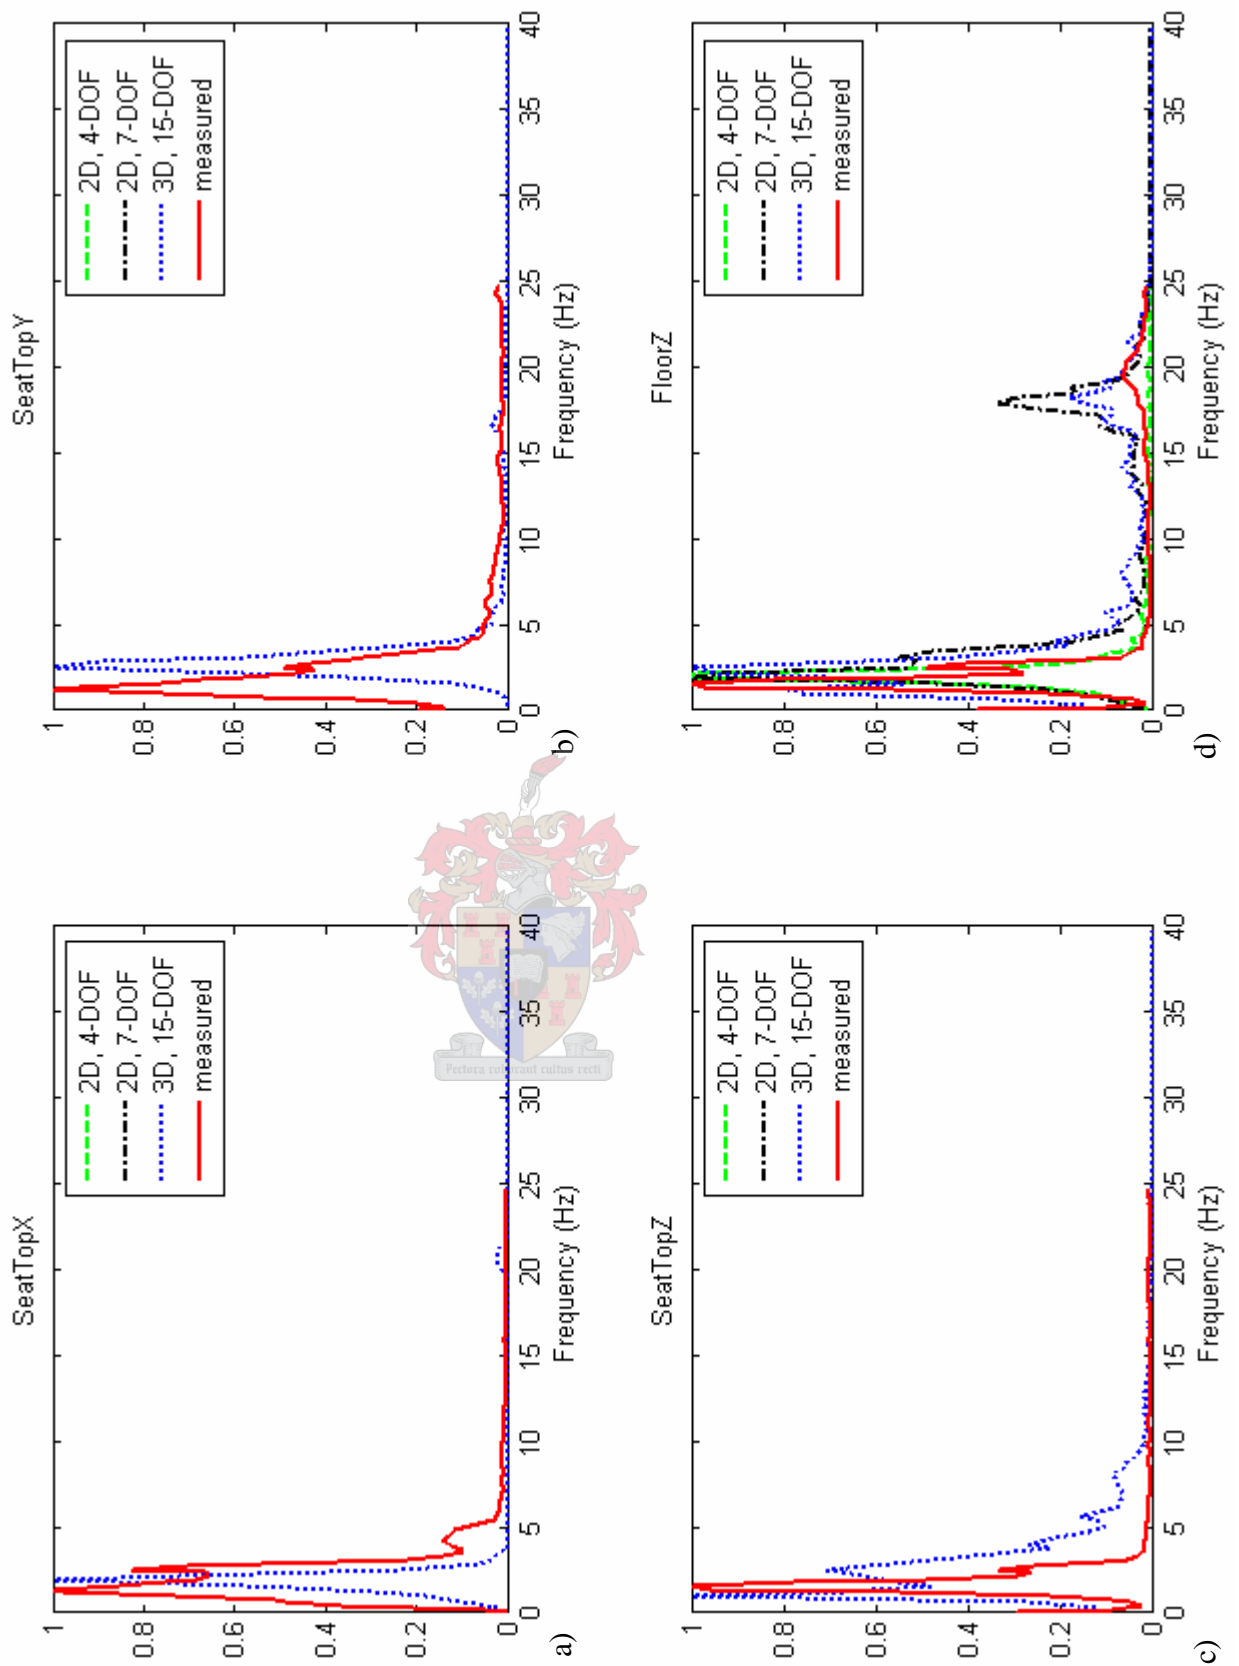 SeatTopX
1
0.8
0.6
0.4
0.2
0
0
5
10
15
20
25
30
35
40
Frequency (Hz)
2D, 4-DOF
2D, 7-DOF
3D, 15-DOF
measured
a)
SeatTopY
1
0.8
0.6
0.4
0.2
0
0
5
10
15
20
25
30
35
40
Frequency (Hz)
2D, 4-DOF
2D, 7-DOF
3D, 15-DOF
measured
b)
Pectora roborant cultus recti
SeatTopZ
1
0.8
0.6
0.4
0.2
0
0
5
10
15
20
25
30
35
40
Frequency (Hz)
2D, 4-DOF
2D, 7-DOF
3D, 15-DOF
measured
c)
FloorZ
1
0.8
0.6
0.4
0.2
0
0
5
10
15
20
25
30
35
40
Frequency (Hz)
2D, 4-DOF
2D, 7-DOF
3D, 15-DOF
measured
d)